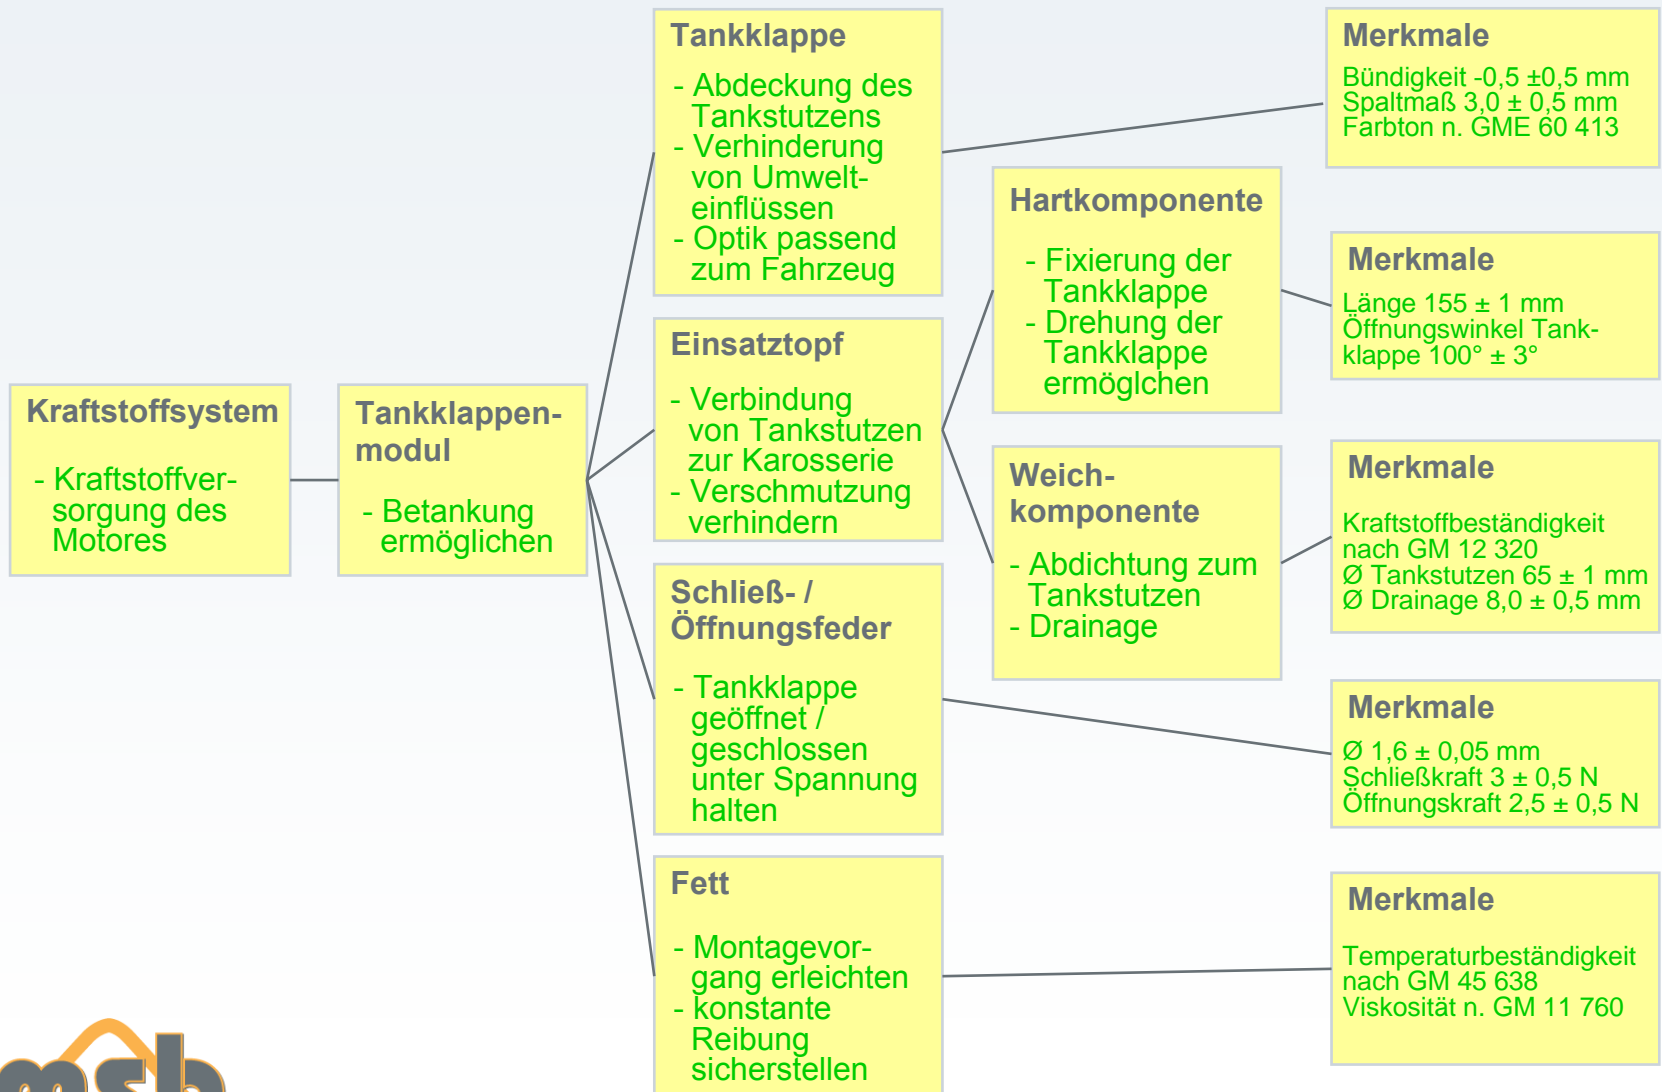 Kraftstoffsystem
- Kraftstoffver-
sorgung des
Motores
Tankklappen-
modul
- Betankung
ermöglichen
Tankklappe
- Abdeckung des
Tankstutzens
- Verhinderung
von Umwelt-
einflüssen
- Optik passend
zum Fahrzeug
Einsatztopf
- Verbindung
von Tankstutzen
zur Karosserie
- Verschmutzung
verhindern
Schließ- /
Öffnungsfeder
- Tankklappe
geöffnet /
geschlossen
unter Spannung
halten
Fett
- Montagevor-
gang erleichten
- konstante
Reibung
sicherstellen
Hartkomponente
- Fixierung der
Tankklappe
- Drehung der
Tankklappe
ermöglchen
Weich-
komponente
- Abdichtung zum
Tankstutzen
- Drainage
Merkmale
Bündigkeit -0,5 ±0,5 mm
Spaltmaß 3,0 ± 0,5 mm
Farbton n. GME 60 413
Merkmale
Länge 155 ± 1 mm
Öffnungswinkel Tank-
klappe 100° ± 3°
Merkmale
Kraftstoffbeständigkeit
nach GM 12 320
Ø Tankstutzen 65 ± 1 mm
Ø Drainage 8,0 ± 0,5 mm
Merkmale
Ø 1,6 ± 0,05 mm
Schließkraft 3 ± 0,5 N
Öffnungskraft 2,5 ± 0,5 N
Merkmale
Temperaturbeständigkeit
nach GM 45 638
Viskosität n. GM 11 760
msb